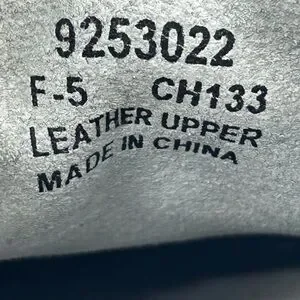 9253022
F-5 CH133
LEATHER UPPER
MADE IN CHINA